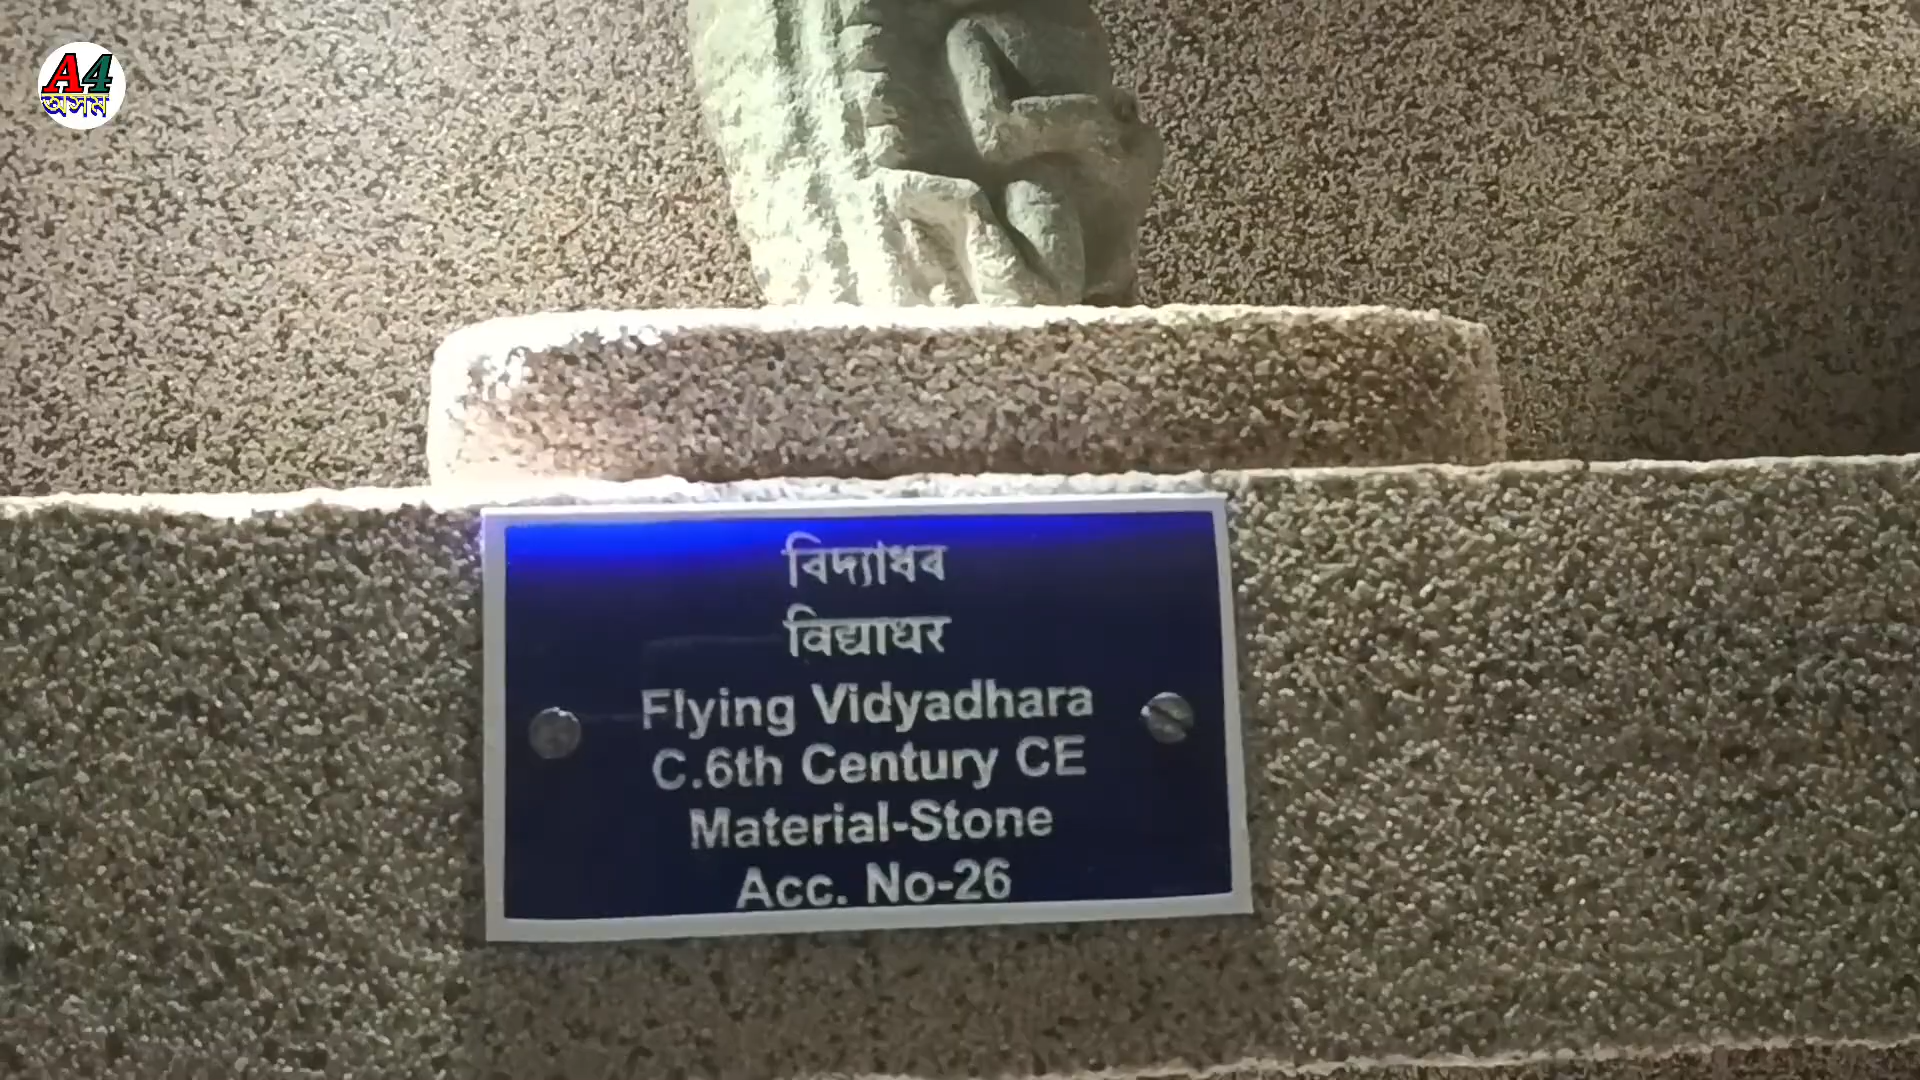 A4
অসম
বিদ্যাধৰ
विद्याधर
Flying Vidyadhara
C.6th Century CE
Material-Stone
Acc. No-26